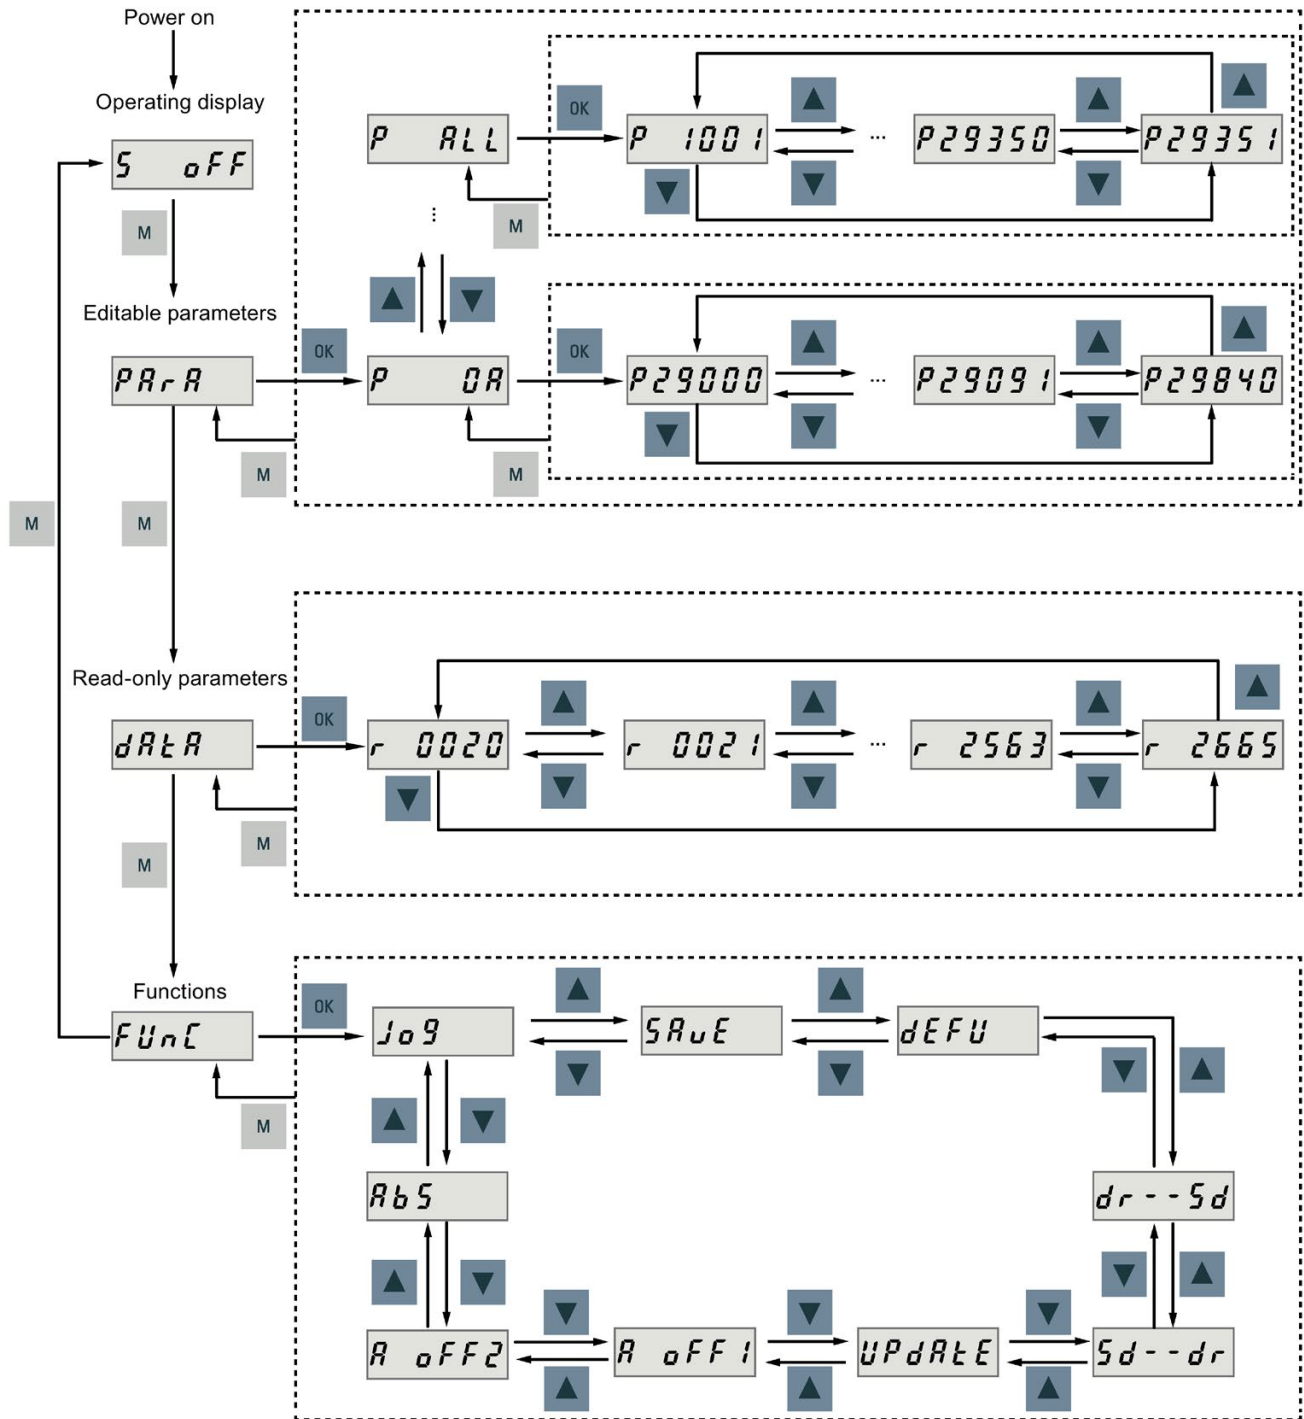 Power on
Operating display
S oFF
M
Editable parameters
PArA
OK
P 0A
P ALL
OK
P 1001
...
P29350
P29351
M
...
OK
P29000
...
P29091
P29840
M
M
M
M
Read-only parameters
dAtA
OK
r 0020
r 0021
...
r 2563
r 2665
M
M
Functions
FUnC
OK
Jog
SAvE
dEFU
M
AbS
dr--Sd
A oFF2
A oFF1
UPdAtE
Sd--dr